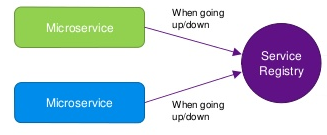 When going
up/down
Microservice
Service
Registry
Microservice
When going
up/down